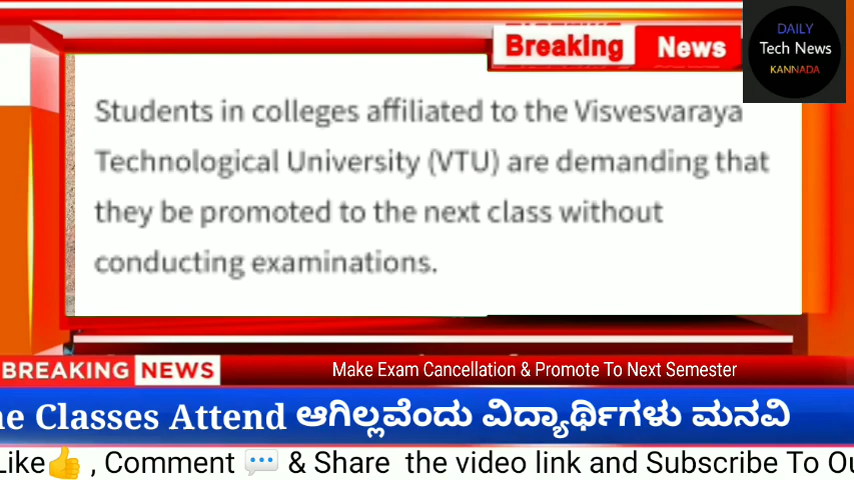 DAILY
Tech News
KANNADA
Breaking News
Students in colleges affiliated to the Visvesvaraya
Technological University (VTU) are demanding that
they be promoted to the next class without
conducting examinations.
BREAKING NEWS
Make Exam Cancellation & Promote To Next Semester
Classes Attend ಆಗಿಲ್ಲವೆಂದು ವಿದ್ಯಾರ್ಥಿಗಳು ಮನವಿ
Like👍 , Comment 💬 & Share the video link and Subscribe To